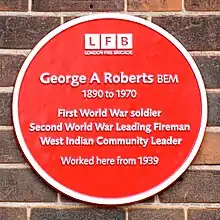 LFB
LONDON FIRE BRIGADE
George A Roberts BEM
1890 to 1970
First World War soldier
Second World War Leading Fireman
West Indian Community Leader
Worked here from 1939